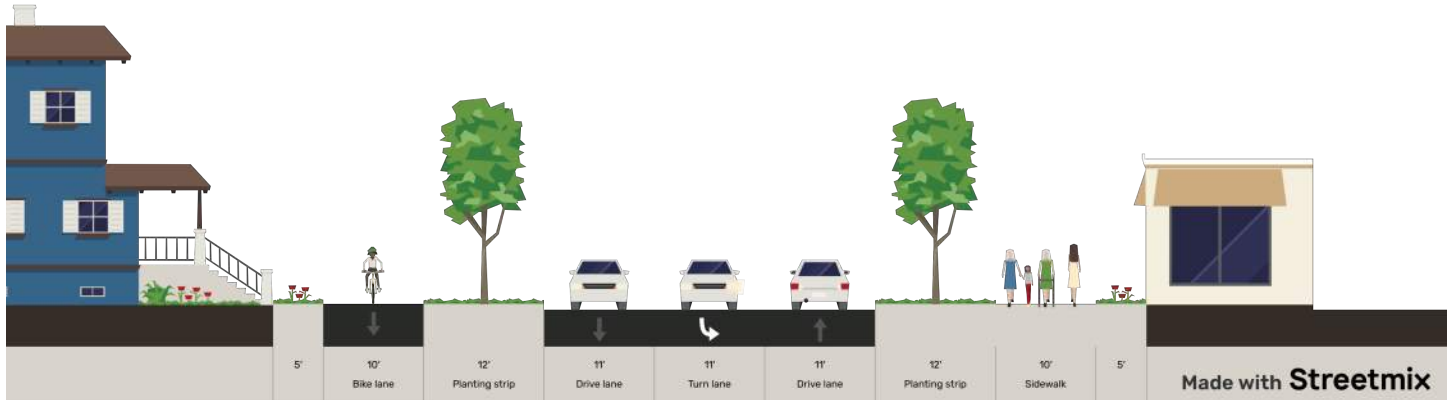 5'
10'
Bike lane
12'
Planting strip
11'
Drive lane
11'
Turn lane
11'
Drive lane
12'
Planting strip
10'
Sidewalk
5'
Made with Streetmix